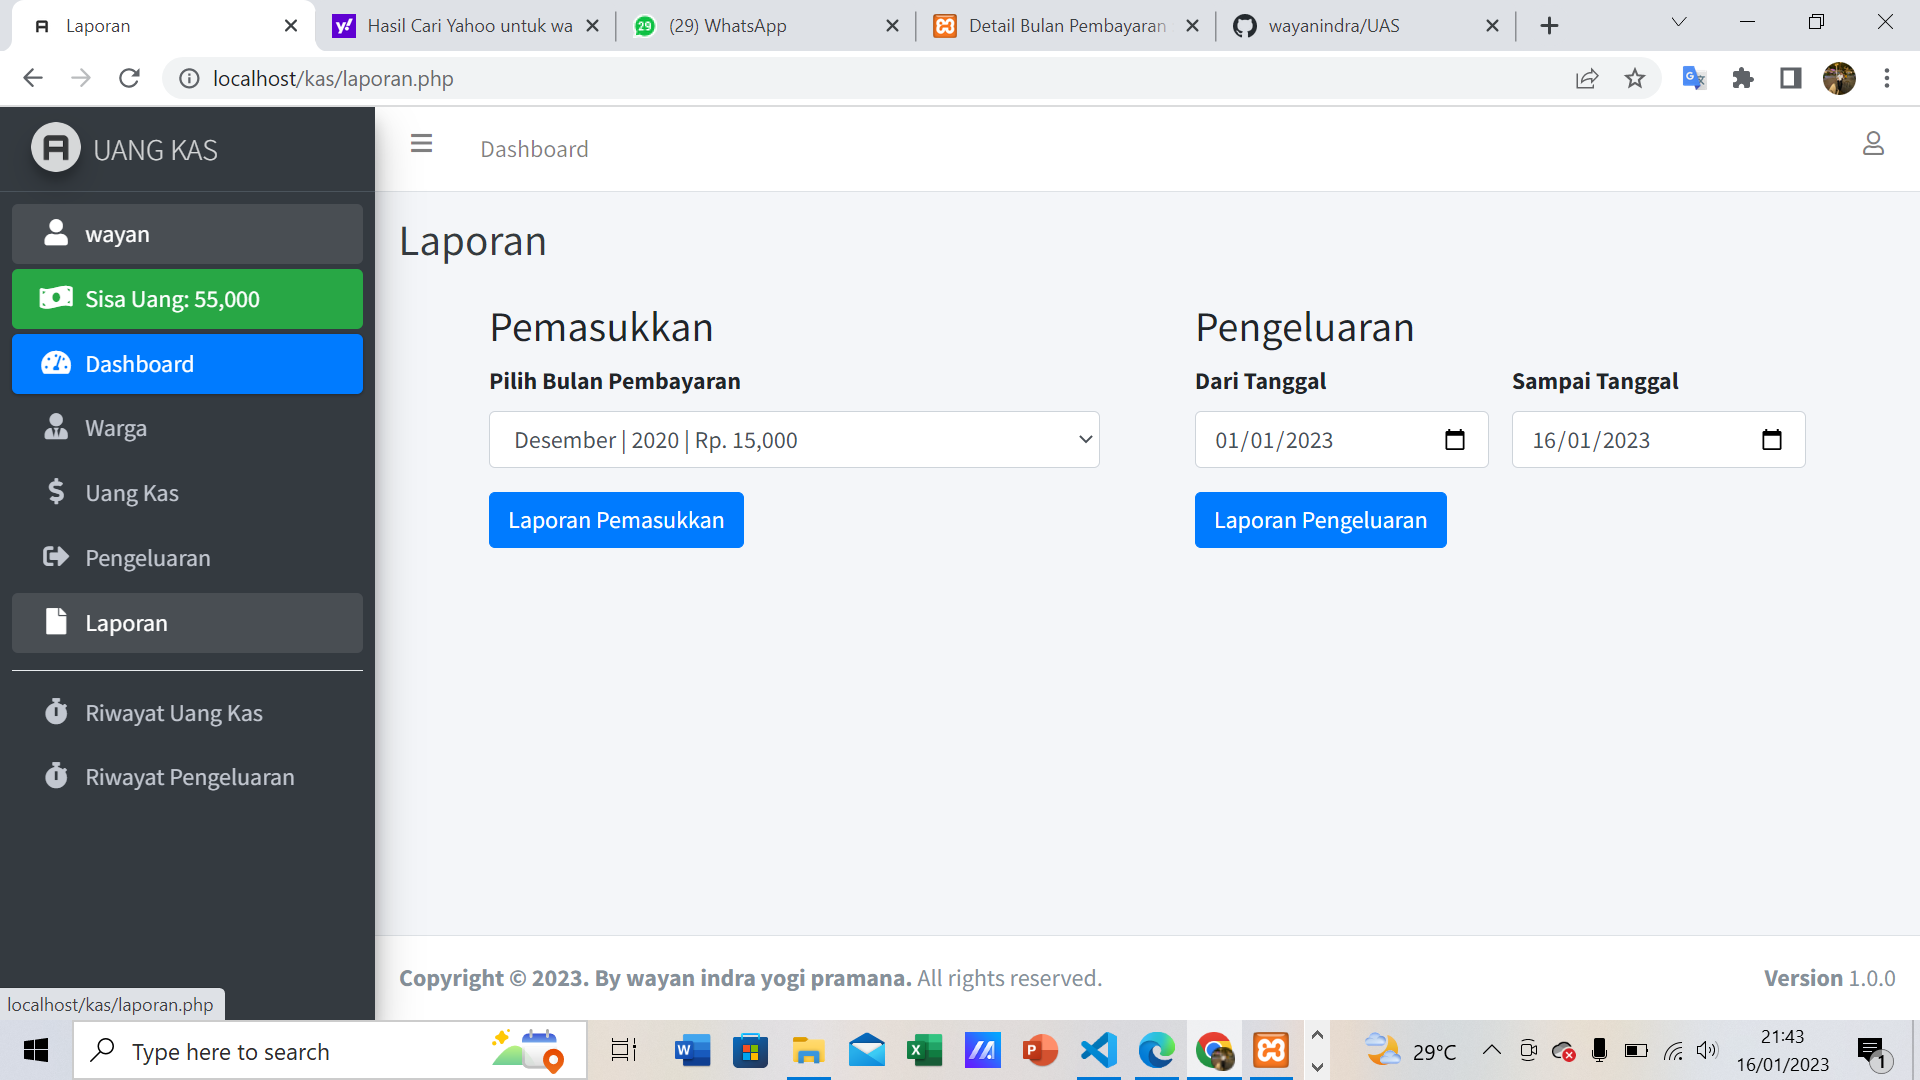 Laporan
Hasil Cari Yahoo untuk wa
29
(29) WhatsApp
Detail Bulan Pembayaran
wayanindra/UAS
localhost/kas/laporan.php
UANG KAS
Dashboard
wayan
Sisa Uang: 55,000
Dashboard
Warga
Uang Kas
Pengeluaran
Laporan
Riwayat Uang Kas
Riwayat Pengeluaran
Laporan
Pemasukkan
Pilih Bulan Pembayaran
Desember | 2020 | Rp. 15,000
Laporan Pemasukkan
Pengeluaran
Dari Tanggal
Sampai Tanggal
01/01/2023
16/01/2023
Laporan Pengeluaran
Copyright © 2023. By wayan indra yogi pramana. All rights reserved.
Version 1.0.0
localhost/kas/laporan.php
Type here to search
29°C
21:43
16/01/2023
1